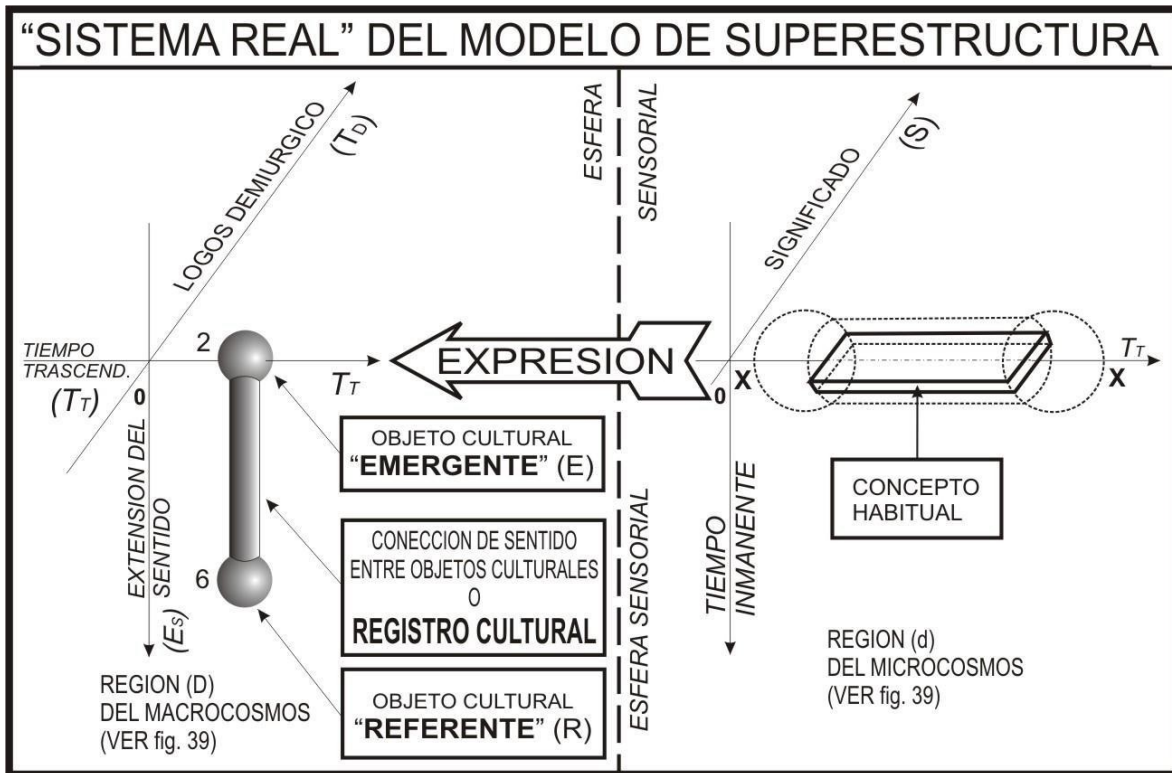 “SISTEMA REAL” DEL MODELO DE SUPERESTRUCTURA
LOGOS DEMIURGICO
(TD)
ESFERA
SENSORIAL
SIGNIFICADO
(S)
TIEMPO
TRASCEND.
(TT)
0
2
TT
EXPRESION
0
X
X
TT
EXTENSION DEL
SENTIDO
(ES)
6
OBJETO CULTURAL
“EMERGENTE” (E)
CONECCION DE SENTIDO
ENTRE OBJETOS CULTURALES
O
REGISTRO CULTURAL
OBJETO CULTURAL
“REFERENTE” (R)
ESFERA SENSORIAL
TIEMPO
INMANENTE
CONCEPTO
HABITUAL
REGION (D)
DEL MACROCOSMOS
(VER fig. 39)
REGION (d)
DEL MICROCOSMOS
(VER fig. 39)